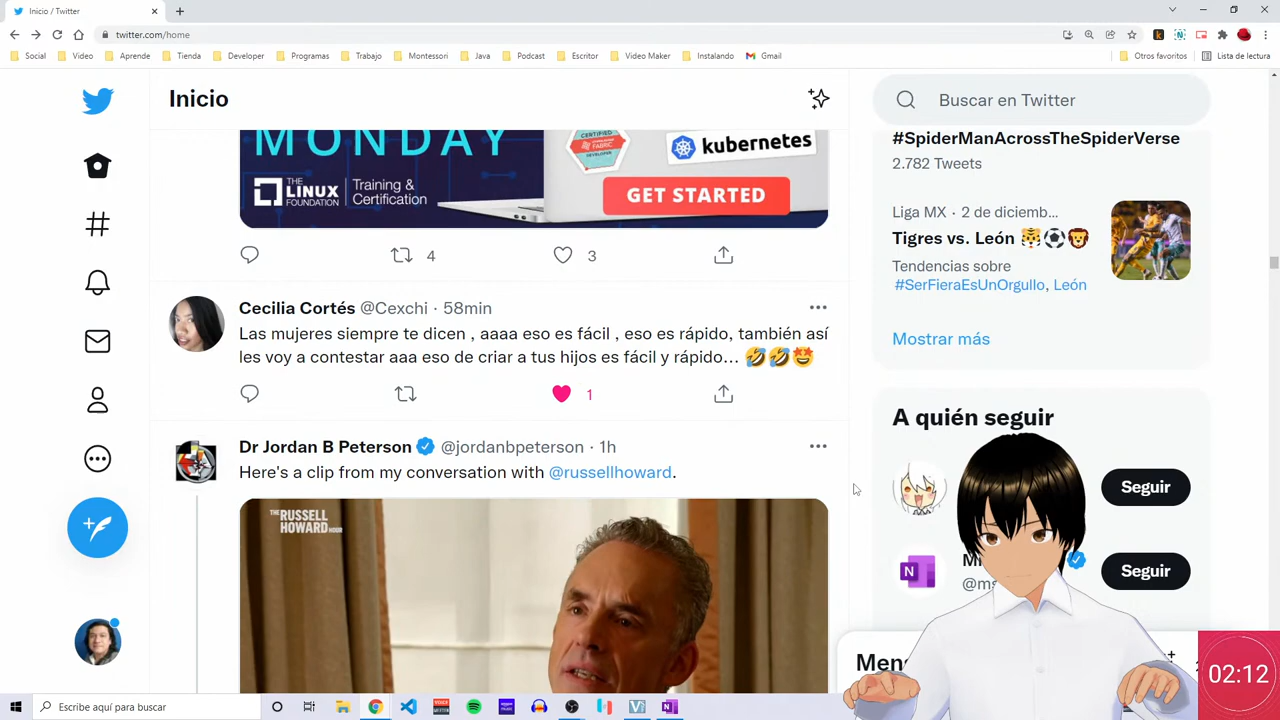 Inicio / Twitter
twitter.com/home
Social
Video
Aprende
Tienda
Developer
Programas
Trabajo
Montessori
Java
Podcast
Escritor
Video Maker
Instalando
Gmail
Otros favoritos
Lista de lectura
Inicio
Buscar en Twitter
MONDAY
CERTIFIED
FABRIC
kubernetes
THE
LINUX
FOUNDATION
Training &
Certification
GET STARTED
4
3
Cecilia Cortés @Cexchi · 58min
Las mujeres siempre te dicen , aaaa eso es fácil , eso es rápido, también así
les voy a contestar aaa eso de criar a tus hijos es fácil y rápido... 🤣🤣🤩
1
Dr Jordan B Peterson @jordanbpeterson · 1h
Here's a clip from my conversation with @russellhoward.
THE RUSSELL
HOWARD
HOUR
#SpiderManAcrossTheSpiderVerse
2.782 Tweets
Liga MX · 2 de diciemb...
Tigres vs. León 🐯⚽🦁
Tendencias sobre
#SerFieraEsUnOrgullo, León
Mostrar más
A quién seguir
Seguir
N
Seguir
02:12
Escribe aquí para buscar